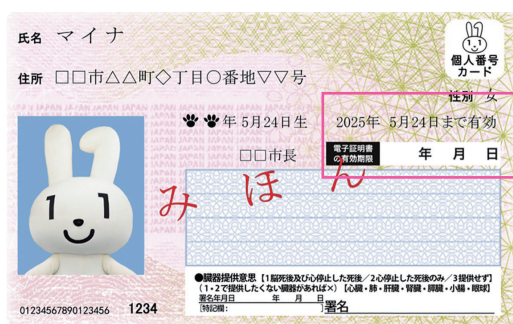 氏名 マイナ
個人番号
カード
住所 □□市△△町◇丁目○番地▽▽号
性別 女
年 5月24日生 2025年 5月24日まで有効
□□市長 電子証明書
の有効期限 年 月 日
みほん
●臓器提供意思【1脳死後及び心停止した死後／2心停止した死後のみ／3提供せず】
《1・2で提供したくない臓器があれば×》【心臓・肺・肝臓・腎臓・膵臓・小腸・眼球】
署名年月日 年 月 日
[特記欄: ]署名
01234567890123456 1234